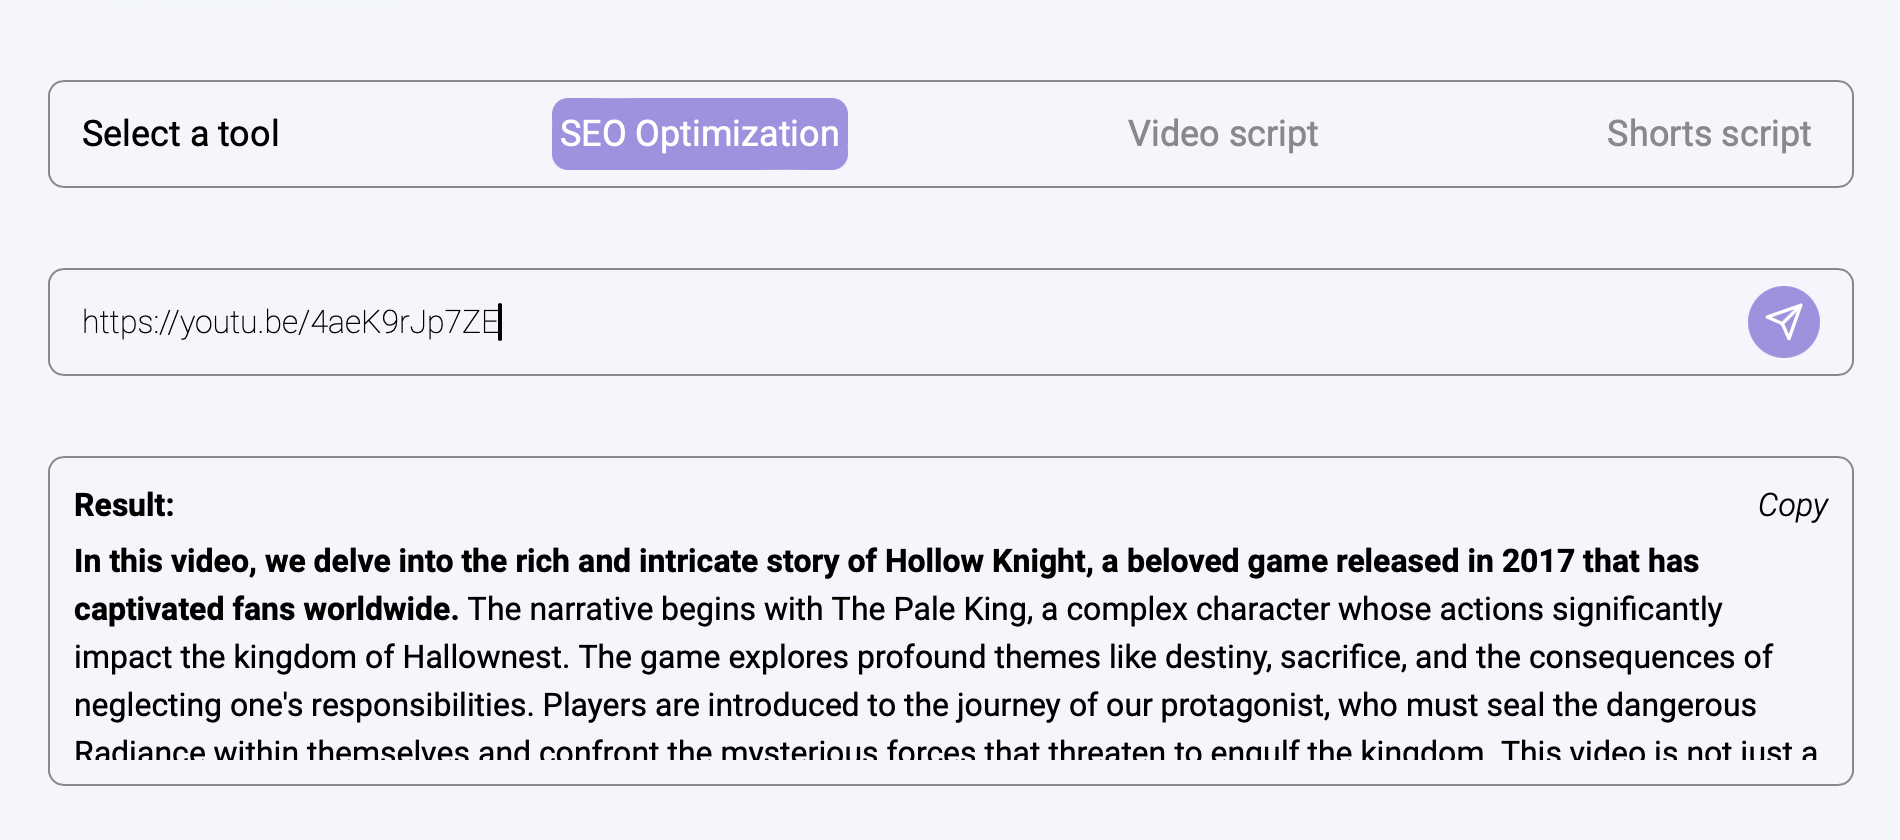 Select a tool SEO Optimization Video script Shorts script
https://youtu.be/4aeK9rJp7ZE
Result: Copy
In this video, we delve into the rich and intricate story of Hollow Knight, a beloved game released in 2017 that has
captivated fans worldwide. The narrative begins with The Pale King, a complex character whose actions significantly
impact the kingdom of Hallownest. The game explores profound themes like destiny, sacrifice, and the consequences of
neglecting one's responsibilities. Players are introduced to the journey of our protagonist, who must seal the dangerous
Radiance within themselves and confront the mysterious forces that threaten to engulf the kingdom. This video is not just a